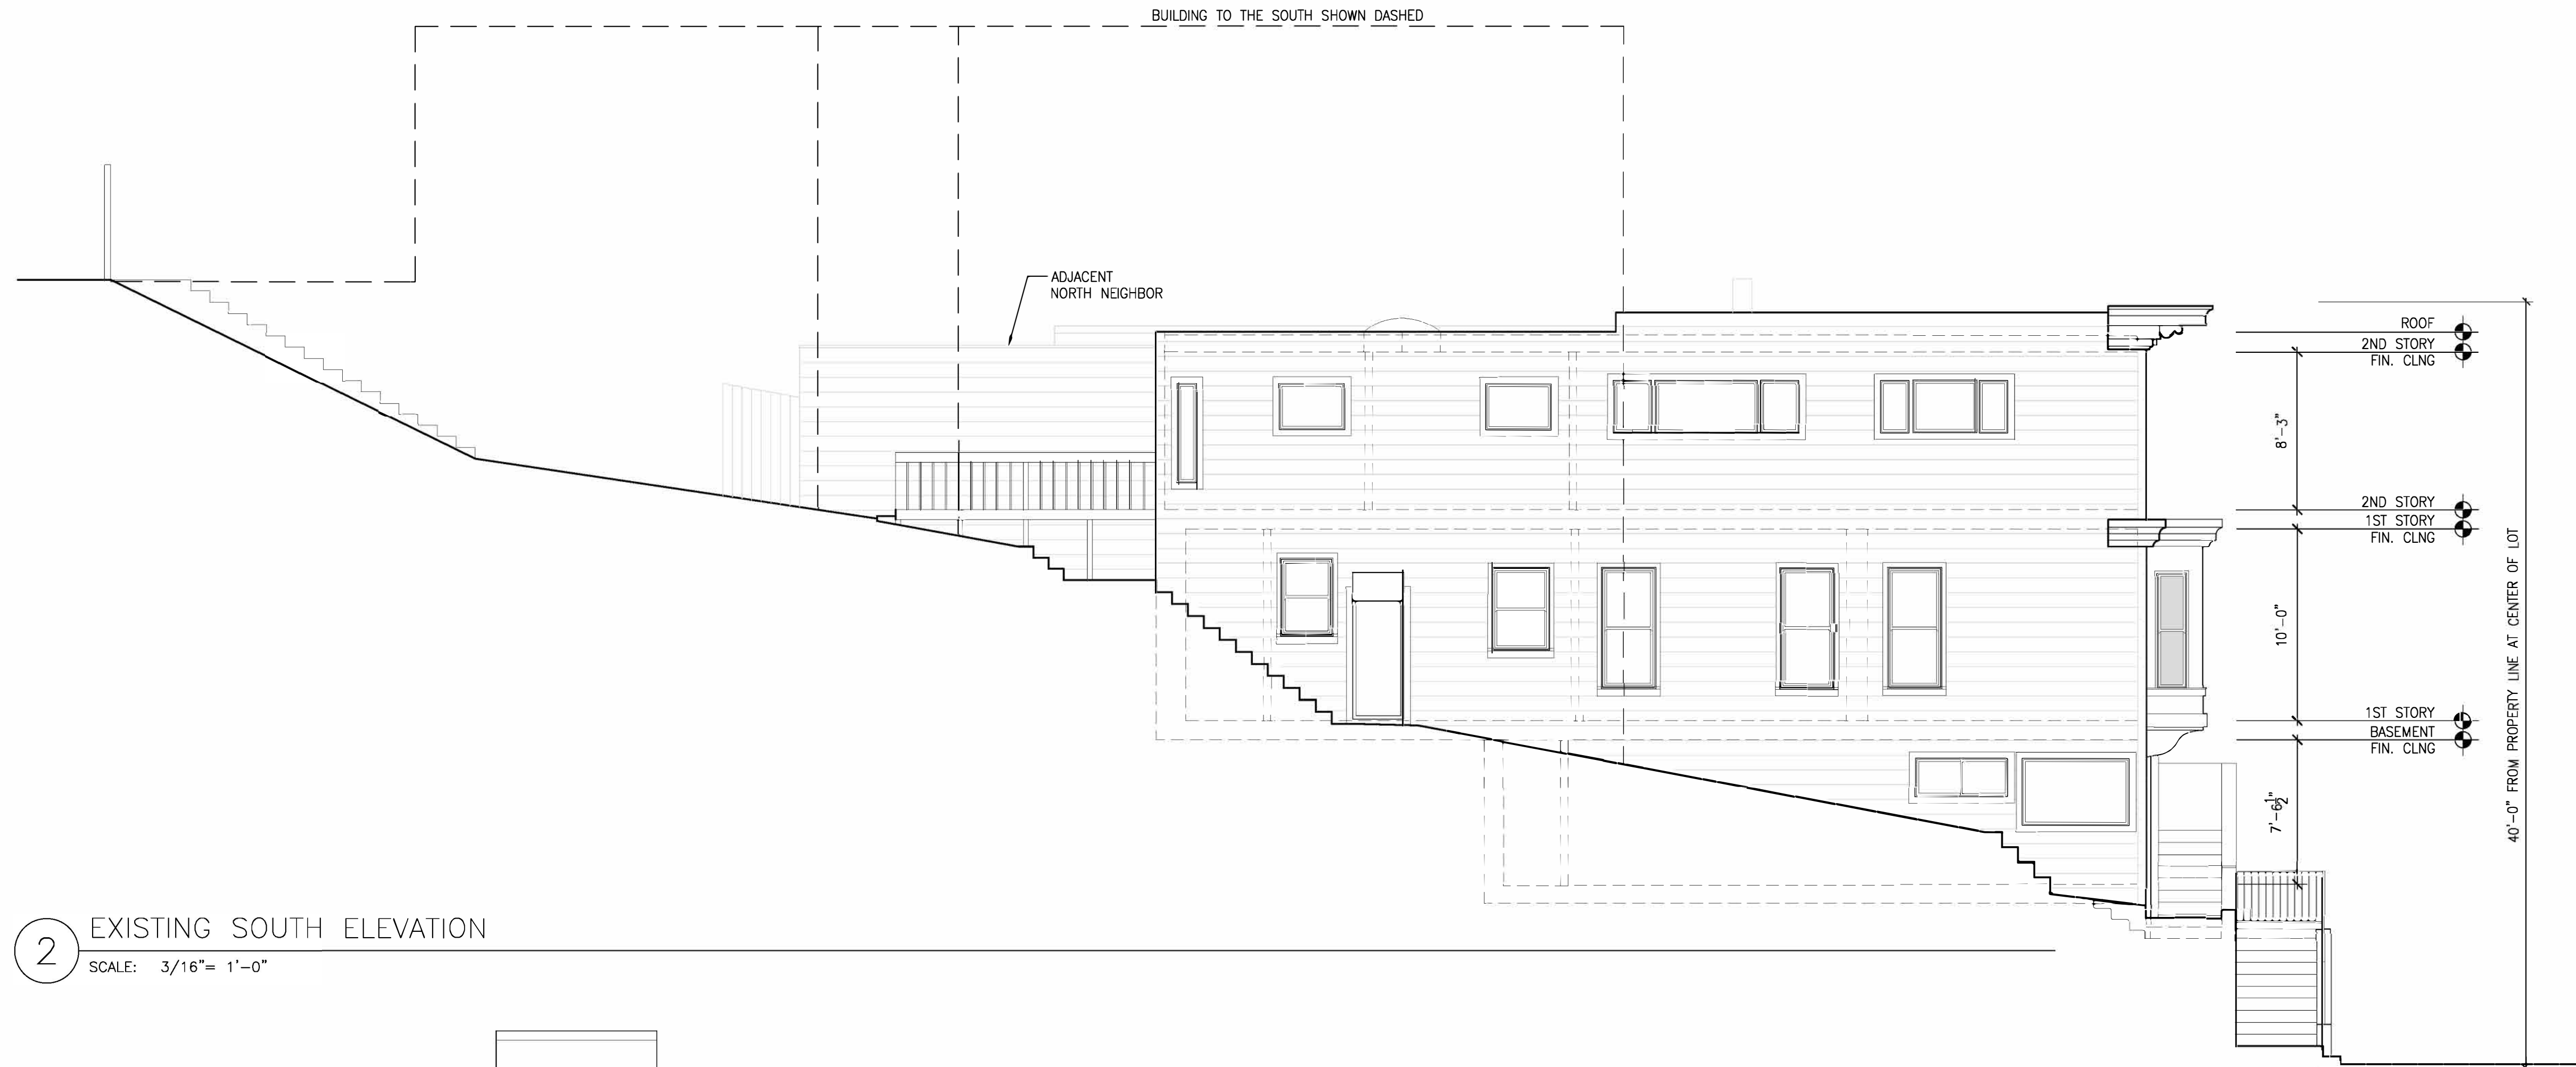 BUILDING TO THE SOUTH SHOWN DASHED
ADJACENT
NORTH NEIGHBOR
ROOF
2ND STORY
FIN. CLNG
8'-3"
2ND STORY
1ST STORY
FIN. CLNG
10'-0"
40'-0" FROM PROPERTY LINE AT CENTER OF LOT
1ST STORY
BASEMENT
FIN. CLNG
7'-6½"
2
EXISTING SOUTH ELEVATION
SCALE: 3/16"= 1'-0"